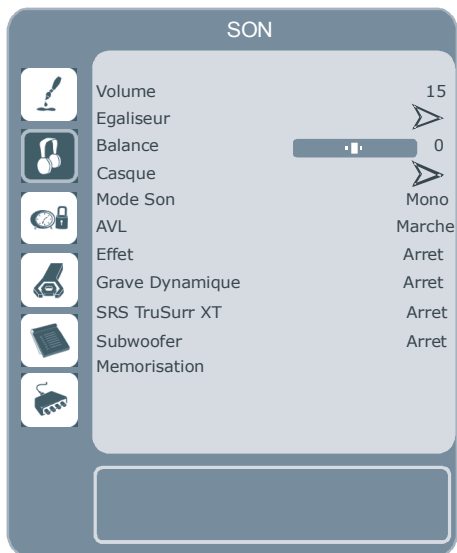 SON
Volume 15
Egaliseur
Balance 0
Casque
Mode Son Mono
AVL Marche
Effet Arret
Grave Dynamique Arret
SRS TruSurr XT Arret
Subwoofer Arret
Memorisation